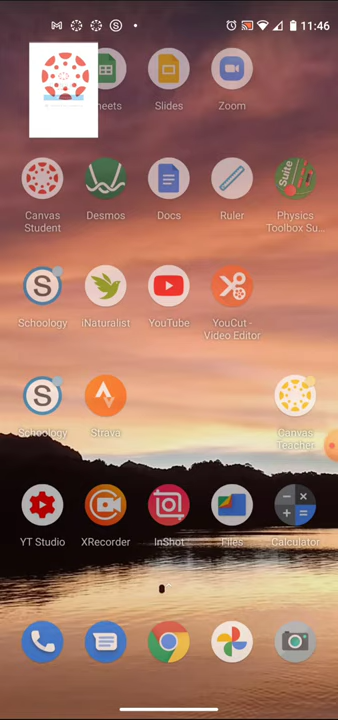 11:46
heets
Slides
Zoom
Canvas
Student
Desmos
Docs
Ruler
Suite
Physics
Toolbox Su...
S
Schoology
iNaturalist
YouTube
YouCut -
Video Editor
S
Schoology
Strava
Canvas
Teacher
YT Studio
XRecorder
InShot
Files
Calculator